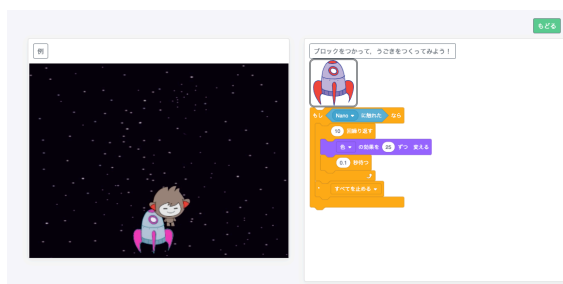 もどる
例
ブロックをつかって、うごきをつくってみよう！
もし Nano に触れた なら
10 回繰り返す
色 の効果を 25 ずつ 変える
0.1 秒待つ
すべてを止める